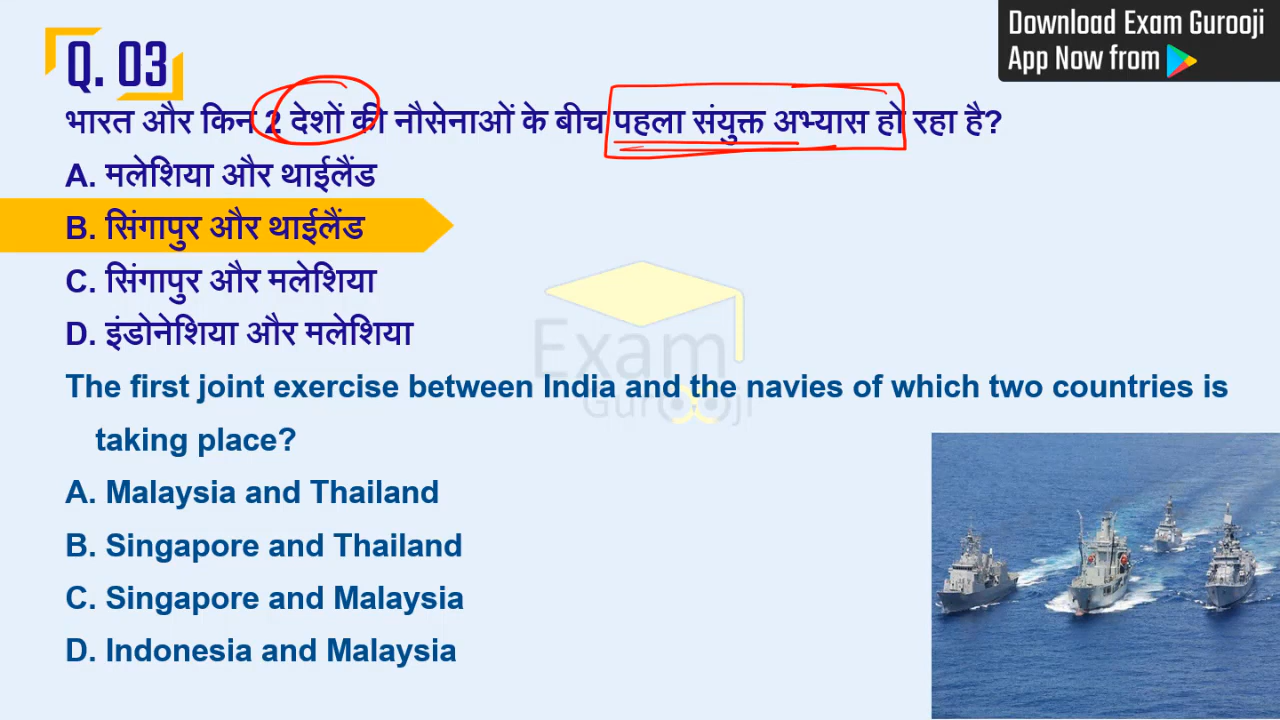 Download Exam Gurooji
App Now from
Q. 03
भारत और किन 2 देशों की नौसेनाओं के बीच पहला संयुक्त अभ्यास हो रहा है?
A. मलेशिया और थाईलैंड
B. सिंगापुर और थाईलैंड
C. सिंगापुर और मलेशिया
D. इंडोनेशिया और मलेशिया
Exam
Gurooji
The first joint exercise between India and the navies of which two countries is
taking place?
A. Malaysia and Thailand
B. Singapore and Thailand
C. Singapore and Malaysia
D. Indonesia and Malaysia